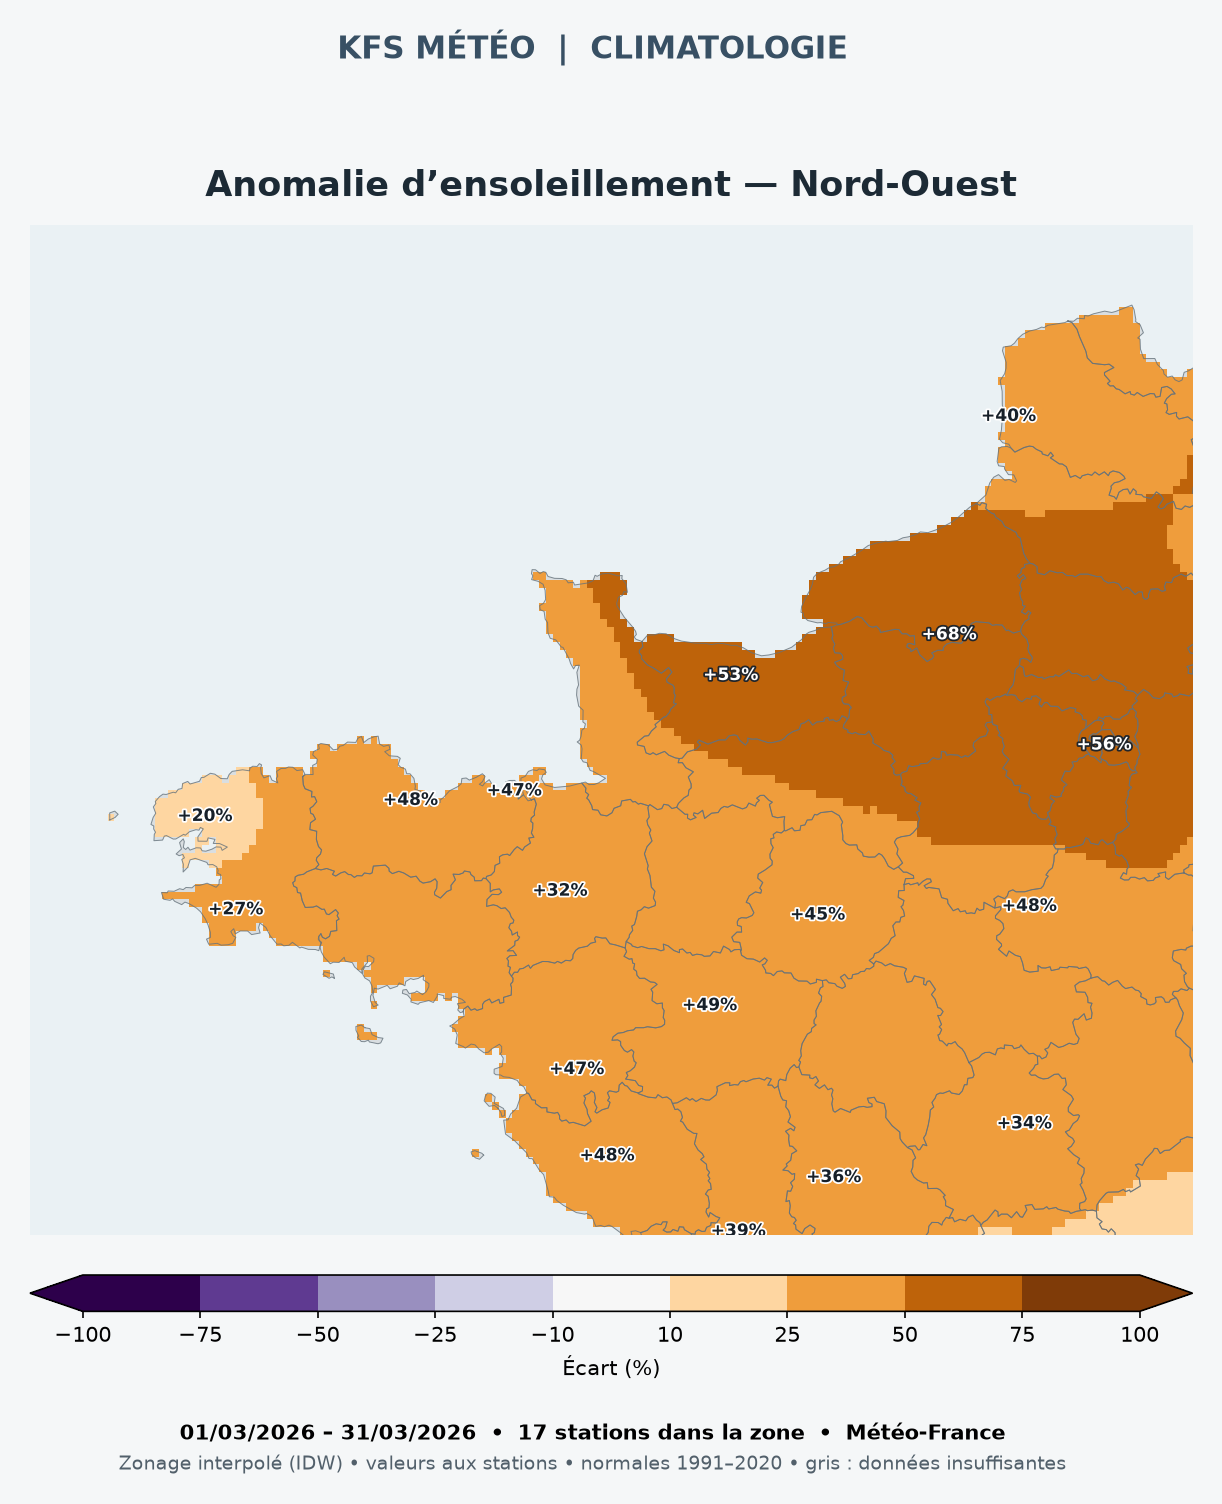 KFS MÉTÉO | CLIMATOLOGIE
Anomalie d’ensoleillement — Nord-Ouest
+40%
+68%
+53%
+56%
+47%
+48%
+20%
+32%
+48%
+27%
+45%
+49%
+47%
+34%
+48%
+36%
+39%
−100 −75 −50 −25 −10 10 25 50 75 100
Écart (%)
01/03/2026 – 31/03/2026 • 17 stations dans la zone • Météo-France
Zonage interpolé (IDW) • valeurs aux stations • normales 1991–2020 • gris : données insuffisantes